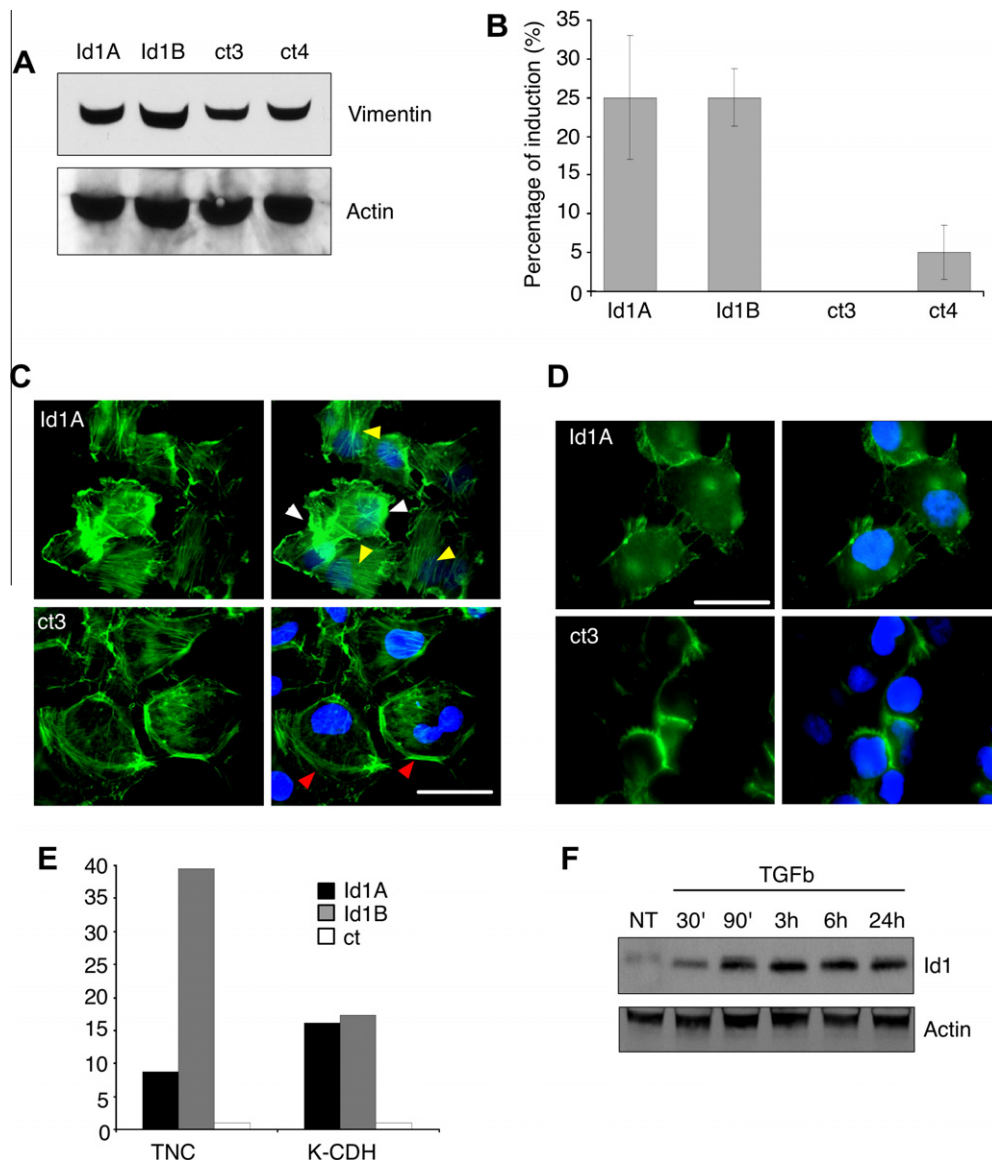 A
Id1A Id1B ct3 ct4
Vimentin
Actin
B
Percentage of induction (%)
35
30
25
20
15
10
5
0
Id1A Id1B ct3 ct4
C
Id1A
ct3
D
Id1A
ct3
E
40
35
30
25
20
15
10
5
0
Id1A
Id1B
ct
TNC K-CDH
F
TGFb
NT 30' 90' 3h 6h 24h
Id1
Actin